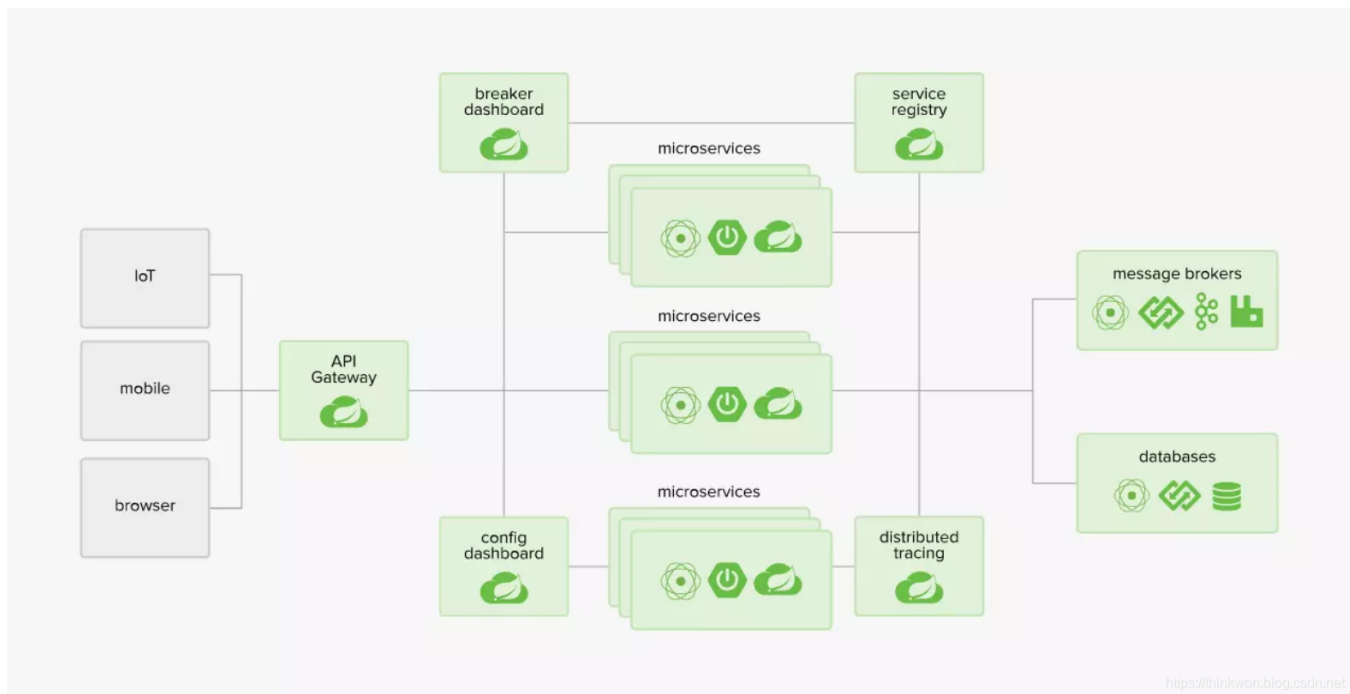 breaker
dashboard
service
registry
microservices
IoT
message brokers
microservices
API
Gateway
mobile
databases
microservices
browser
config
dashboard
distributed
tracing
https://thinkwon.blog.csdn.net